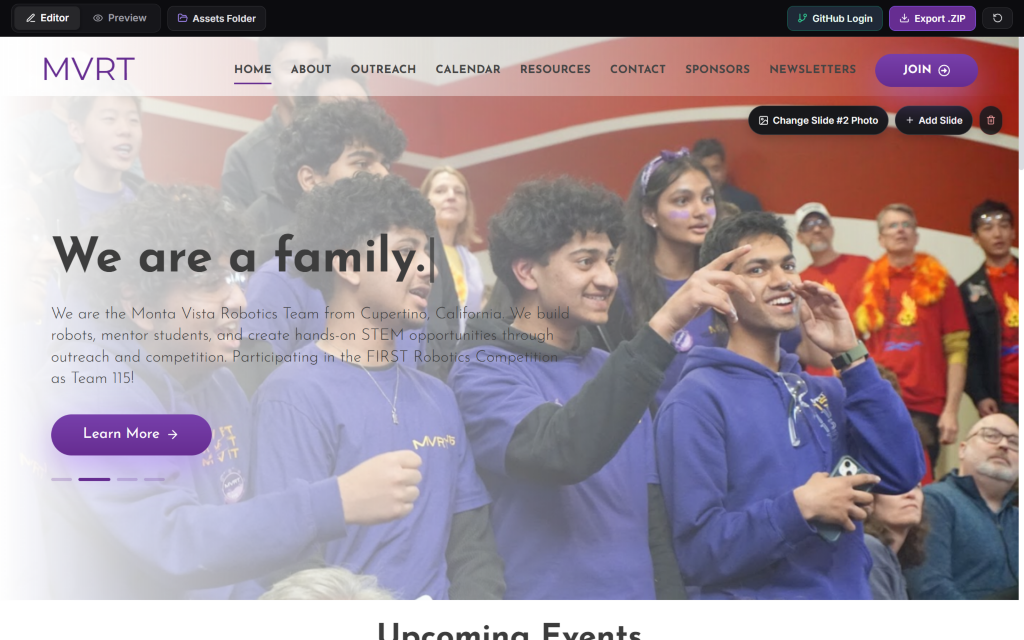 Editor Preview Assets Folder GitHub Login Export .ZIP
MVRT HOME ABOUT OUTREACH CALENDAR RESOURCES CONTACT SPONSORS NEWSLETTERS JOIN
Change Slide #2 Photo Add Slide
We are a family.
We are the Monta Vista Robotics Team from Cupertino, California. We build
robots, mentor students, and create hands-on STEM opportunities through
outreach and competition. Participating in the FIRST Robotics Competition
as Team 115!
Learn More
Upcoming Events